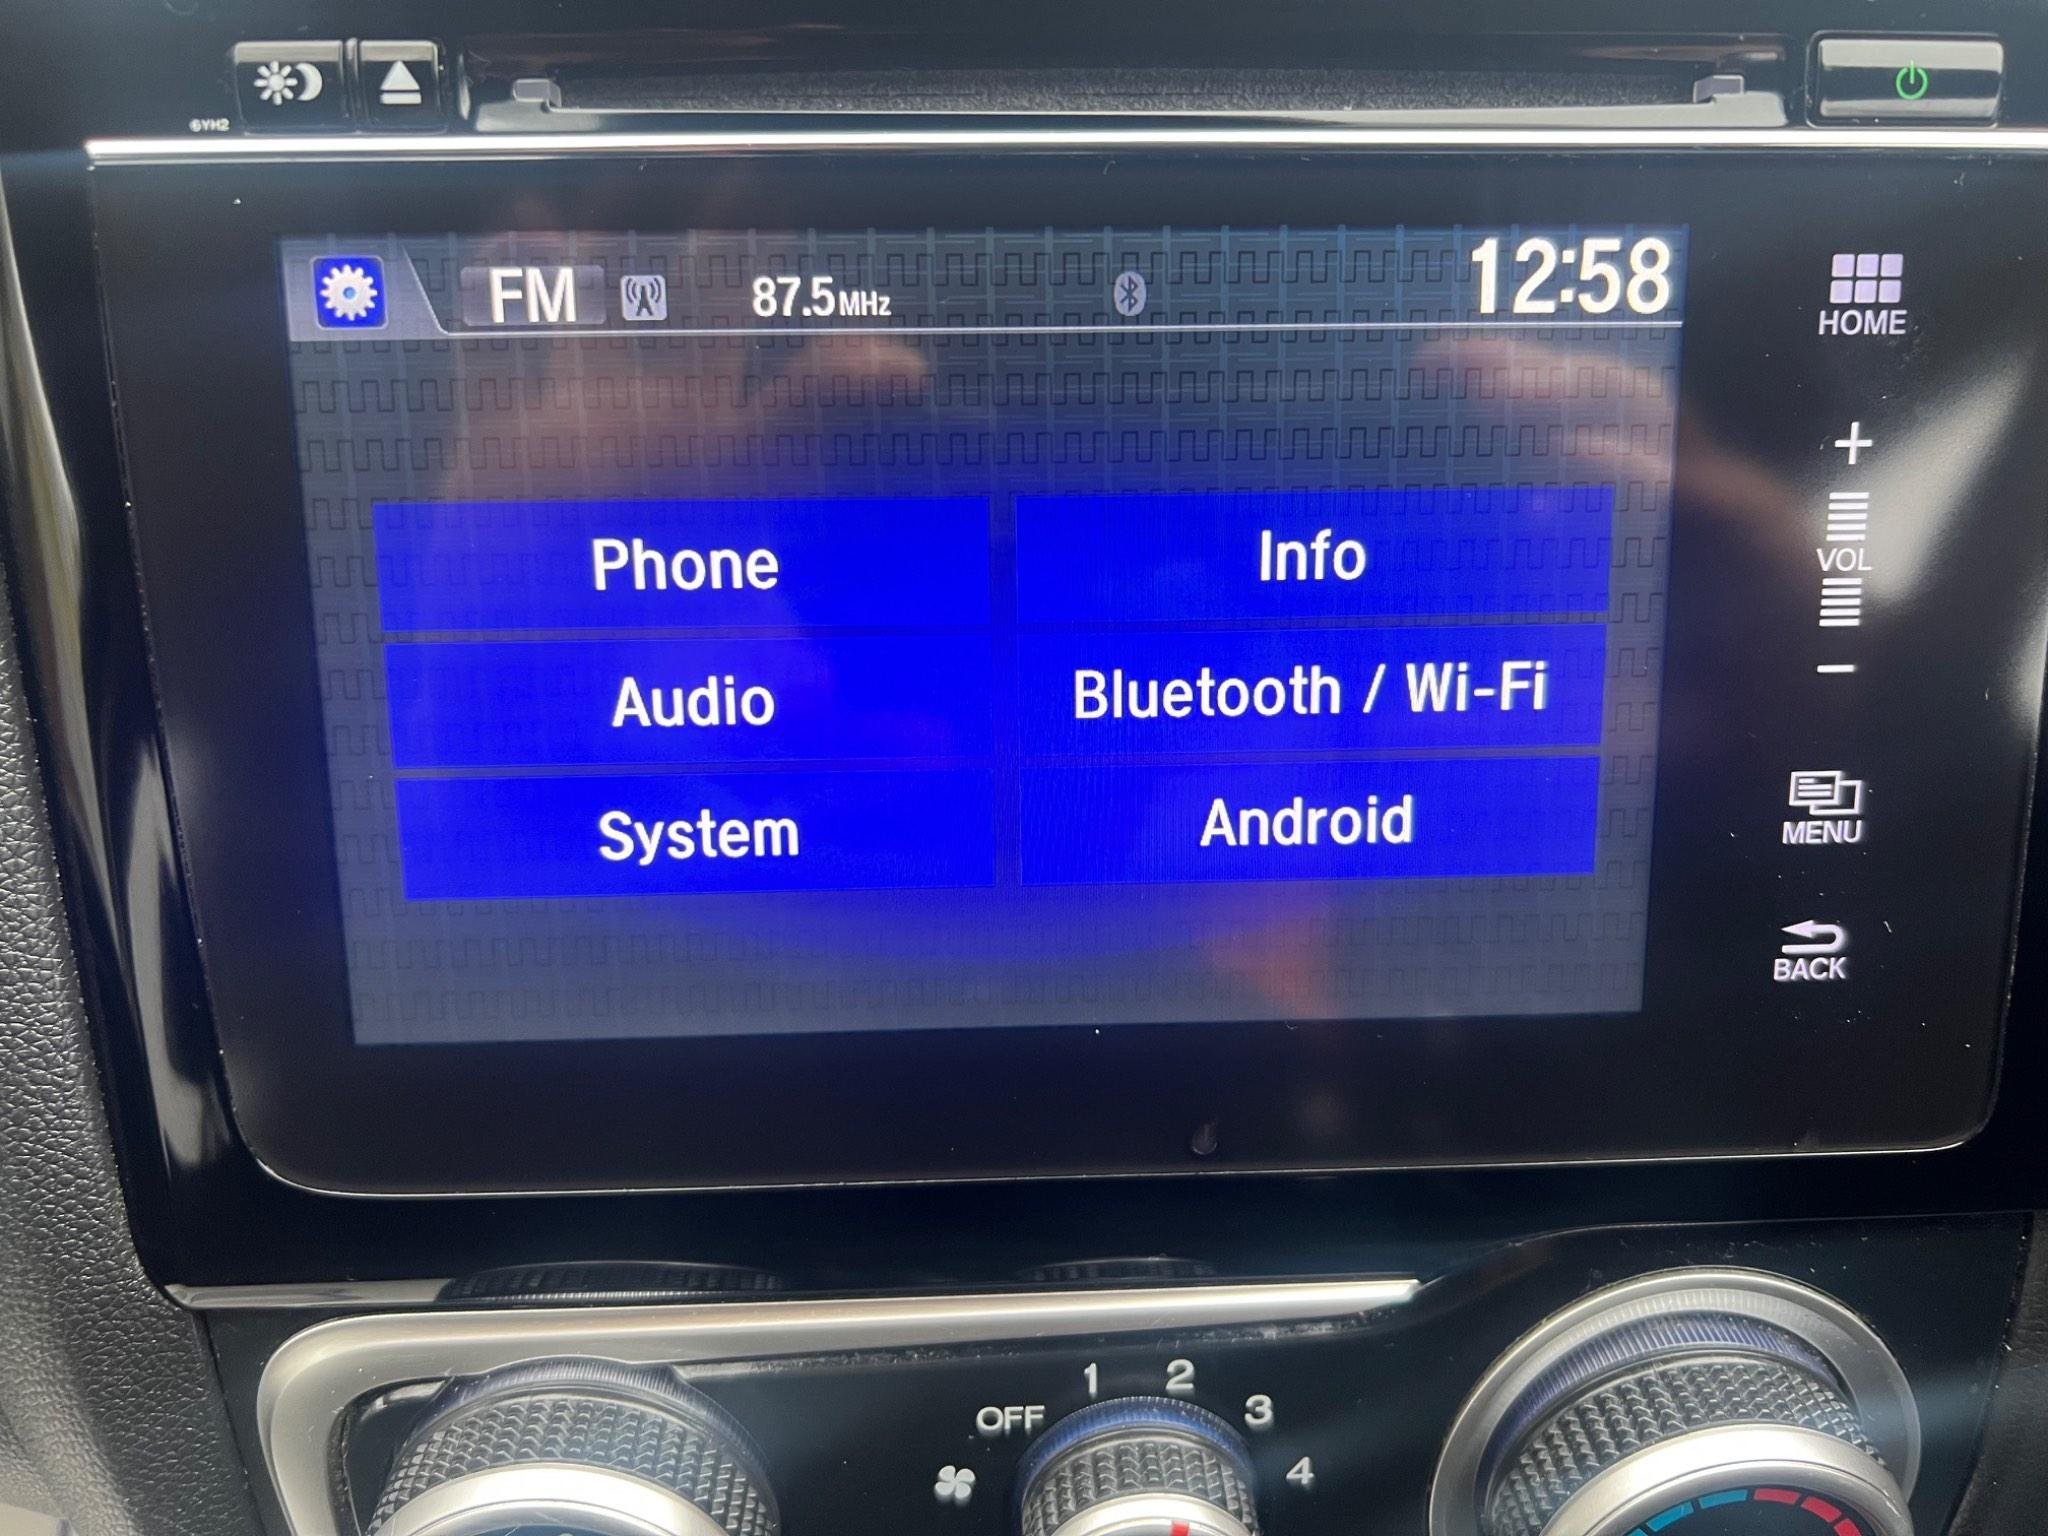 6YH2
FM 87.5MHz 12:58
HOME
Phone Info
+
VOL
Audio Bluetooth / Wi-Fi
−
System Android
MENU
BACK
OFF 1 2 3 4